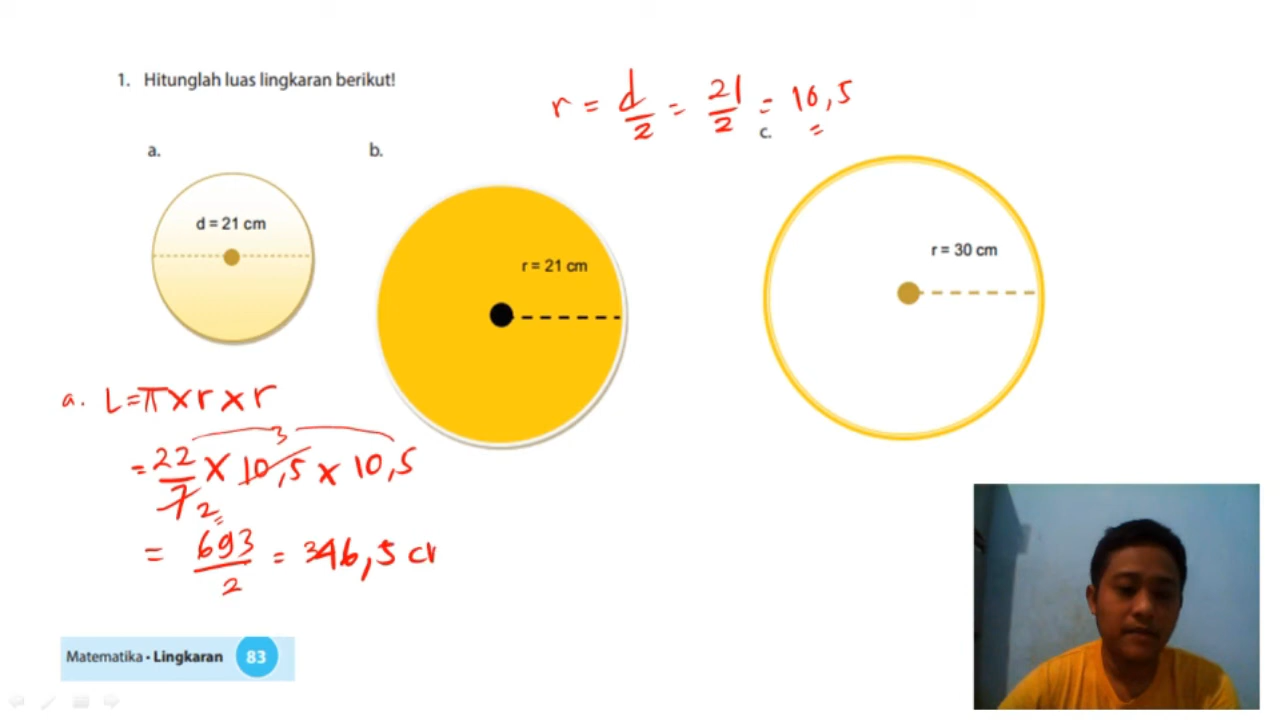 1. Hitunglah luas lingkaran berikut!
r = d/2 = 21/2 = 10,5
a.
b.
c.
d = 21 cm
r = 21 cm
r = 30 cm
a. L = π × r × r
= 22/7 × 10,5 × 10,5
3
2
= 693/2 = 346,5 cm
Matematika • Lingkaran 83